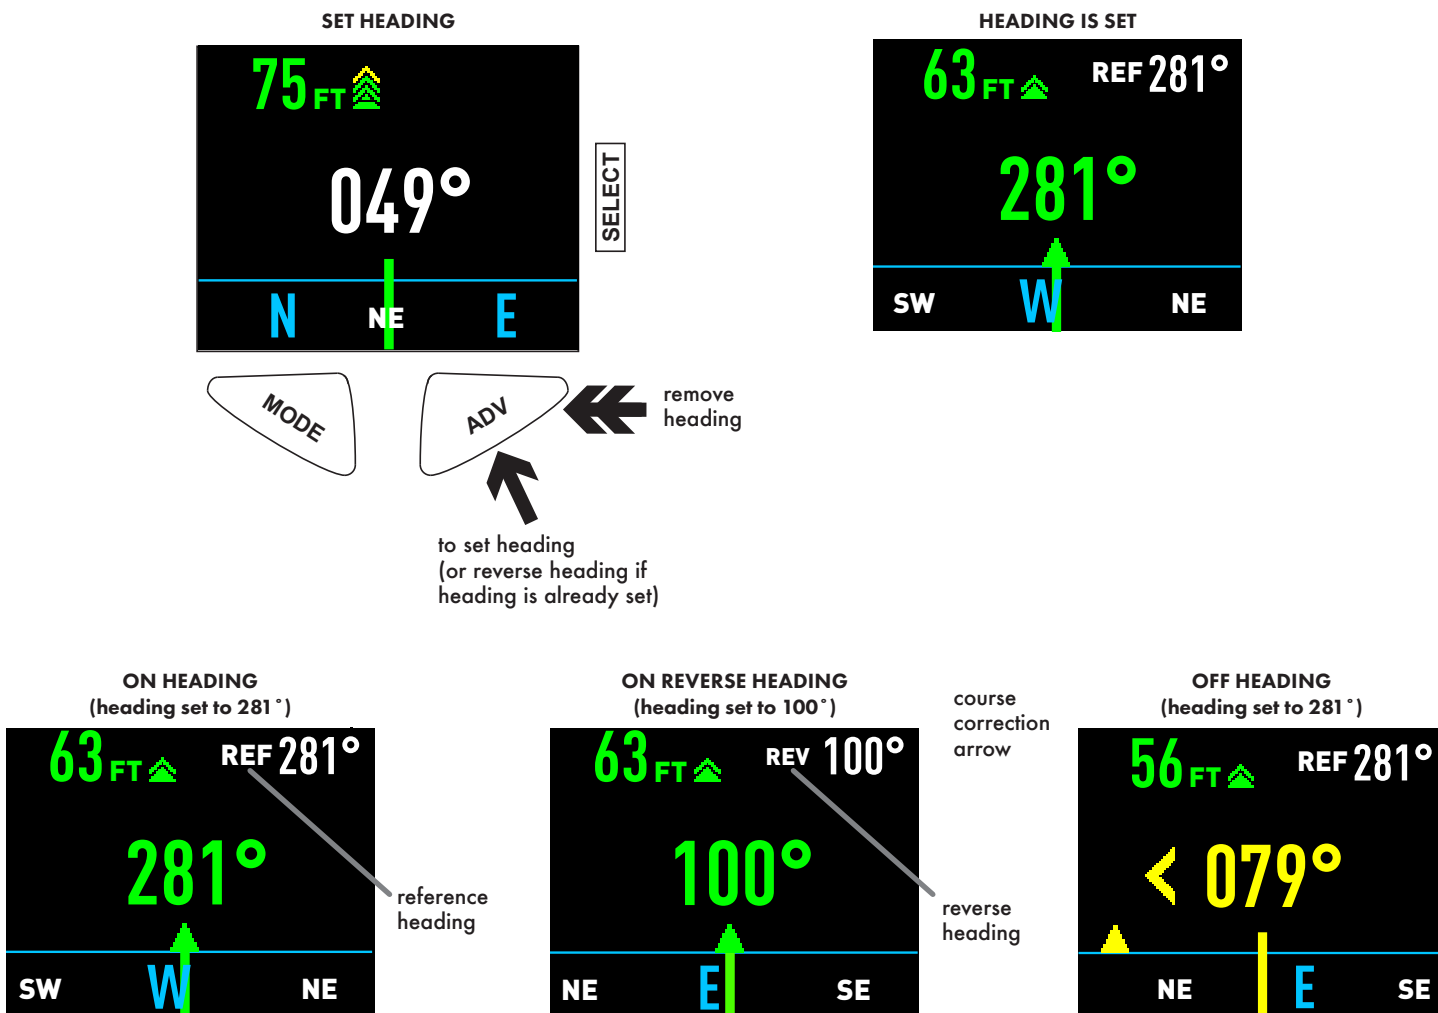 SET HEADING
75 FT
049°
N NE E
SELECT
MODE
ADV
remove
heading
to set heading
(or reverse heading if
heading is already set)
HEADING IS SET
63 FT REF 281°
281°
SW W NE
ON HEADING
(heading set to 281°)
63 FT REF 281°
281°
SW W NE
reference
heading
ON REVERSE HEADING
(heading set to 100°)
63 FT REV 100°
100°
NE E SE
reverse
heading
course
correction
arrow
OFF HEADING
(heading set to 281°)
56 FT REF 281°
079°
NE E SE